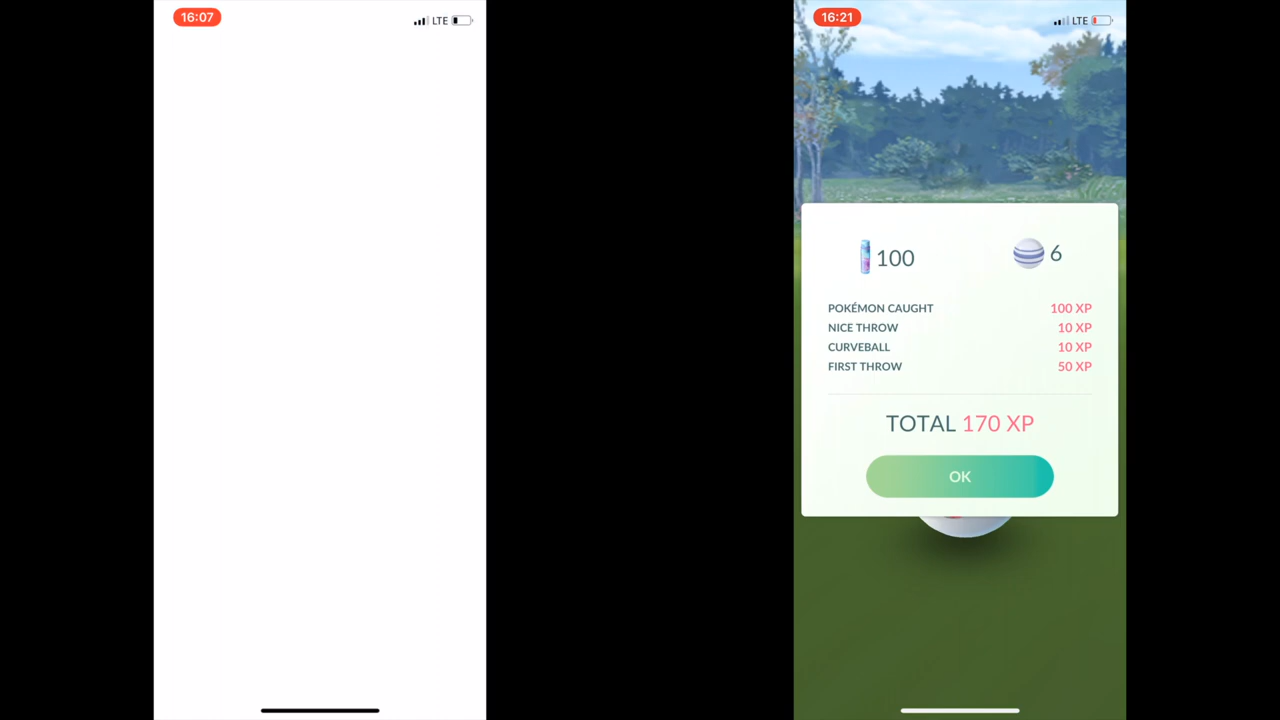 16:07
LTE
16:21
LTE
100
6
POKÉMON CAUGHT 100 XP
NICE THROW 10 XP
CURVEBALL 10 XP
FIRST THROW 50 XP
TOTAL 170 XP
OK